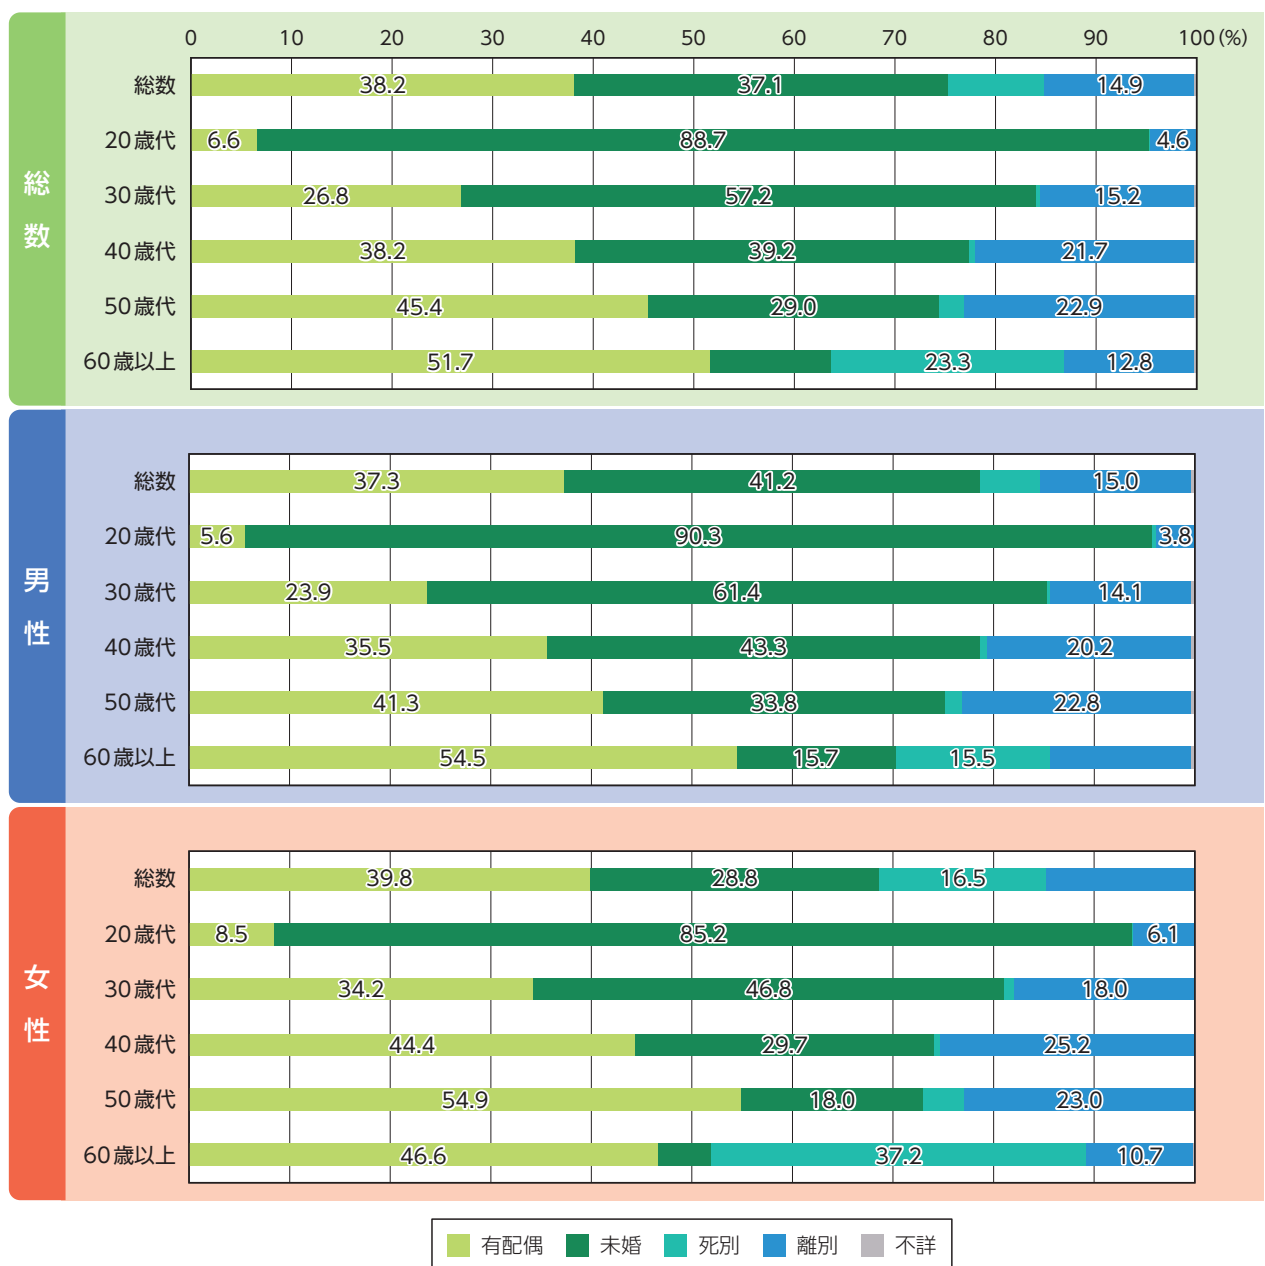 0 10 20 30 40 50 60 70 80 90 100(%)
総数
総数 38.2 37.1 14.9
20歳代 6.6 88.7 4.6
30歳代 26.8 57.2 15.2
40歳代 38.2 39.2 21.7
50歳代 45.4 29.0 22.9
60歳以上 51.7 23.3 12.8
男性
総数 37.3 41.2 15.0
20歳代 5.6 90.3 3.8
30歳代 23.9 61.4 14.1
40歳代 35.5 43.3 20.2
50歳代 41.3 33.8 22.8
60歳以上 54.5 15.7 15.5
女性
総数 39.8 28.8 16.5
20歳代 8.5 85.2 6.1
30歳代 34.2 46.8 18.0
40歳代 44.4 29.7 25.2
50歳代 54.9 18.0 23.0
60歳以上 46.6 37.2 10.7
有配偶 未婚 死別 離別 不詳